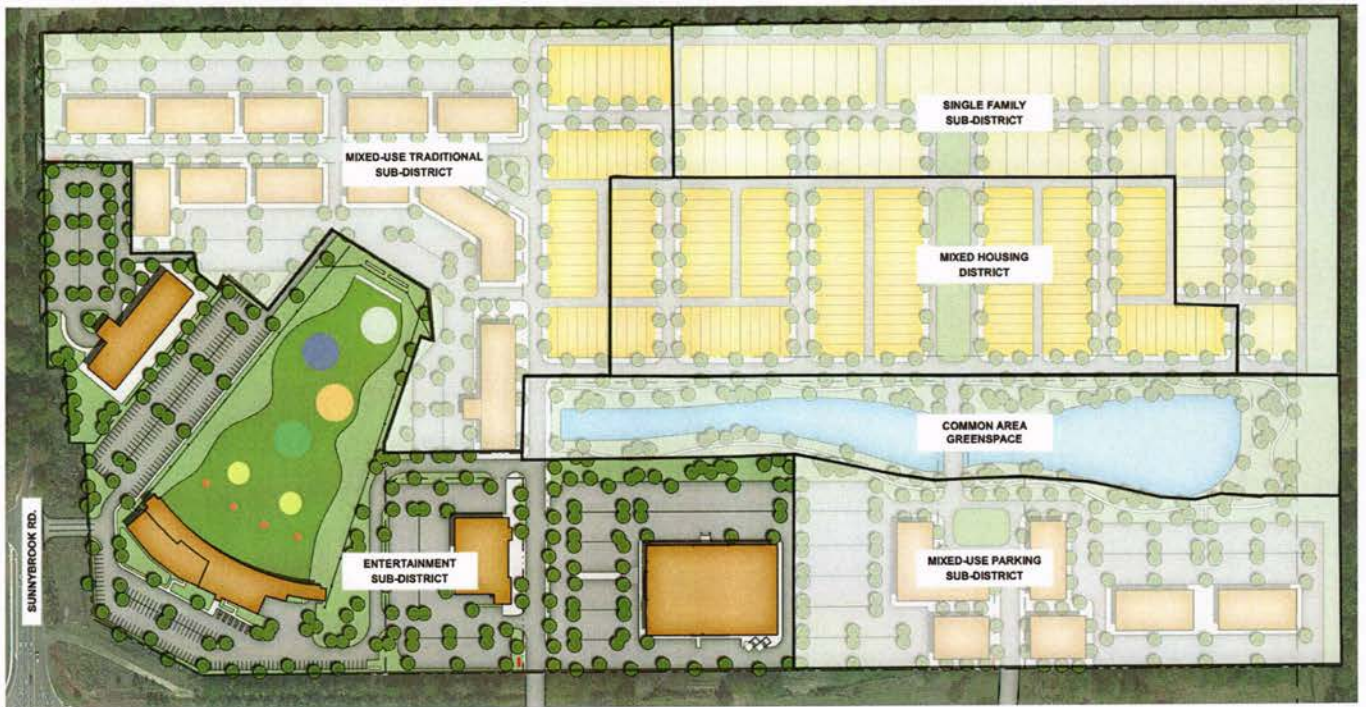 SINGLE FAMILY
SUB-DISTRICT
MIXED-USE TRADITIONAL
SUB-DISTRICT
MIXED HOUSING
DISTRICT
COMMON AREA
GREENSPACE
SUNNYBROOK RD.
ENTERTAINMENT
SUB-DISTRICT
MIXED-USE PARKING
SUB-DISTRICT